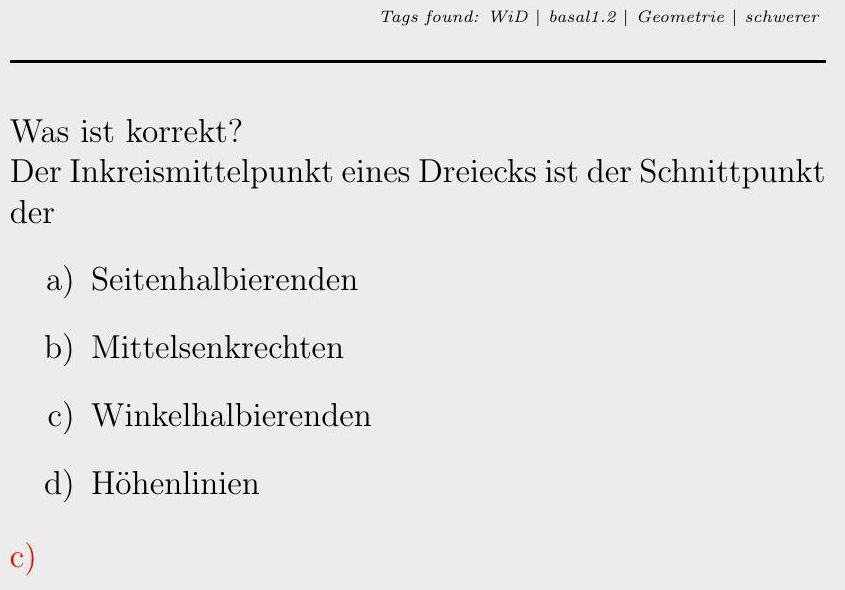 Tags found: WiD | basal1.2 | Geometrie | schwerer
Was ist korrekt?
Der Inkreismittelpunkt eines Dreiecks ist der Schnittpunkt
der
a) Seitenhalbierenden
b) Mittelsenkrechten
c) Winkelhalbierenden
d) Höhenlinien
c)